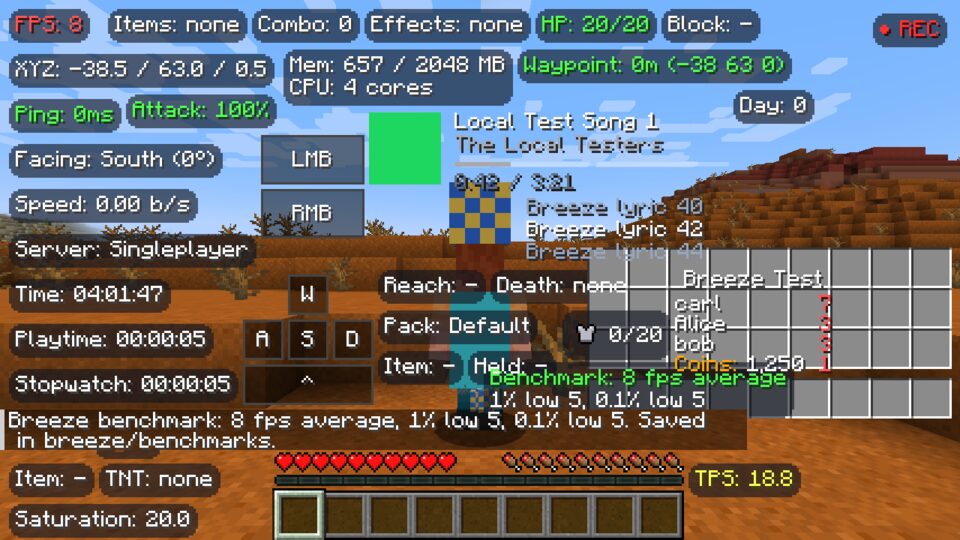 FPS: 8
Items: none
Combo: 0
Effects: none
HP: 20/20
Block: -
● REC
XYZ: -38.5 / 63.0 / 0.5
Mem: 657 / 2048 MB
CPU: 4 cores
Waypoint: 0m (-38 63 0)
Day: 0
Ping: 0ms
Attack: 100%
Local Test Song 1
The Local Testers
0:42 / 3:21
Facing: South (0°)
LMB
RMB
Speed: 0.00 b/s
Breeze lyric 40
Breeze lyric 42
Breeze lyric 44
Server: Singleplayer
Breeze Test
carl 7
Alice 3
bob 3
Coins: 1,250 1
Reach: -
Death: none
Time: 04:01:47
W
A
S
D
^
Pack: Default
0/20
Playtime: 00:00:05
Item: -
Held: -
Benchmark: 8 fps average
1% low 5, 0.1% low 5
Stopwatch: 00:00:05
Breeze benchmark: 8 fps average, 1% low 5, 0.1% low 5. Saved
in breeze/benchmarks.
Item: -
TNT: none
TPS: 18.8
Saturation: 20.0